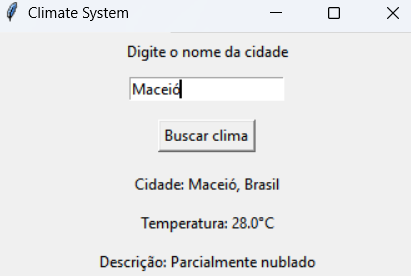 Climate System
Digite o nome da cidade
Maceió
Buscar clima
Cidade: Maceió, Brasil
Temperatura: 28.0°C
Descrição: Parcialmente nublado